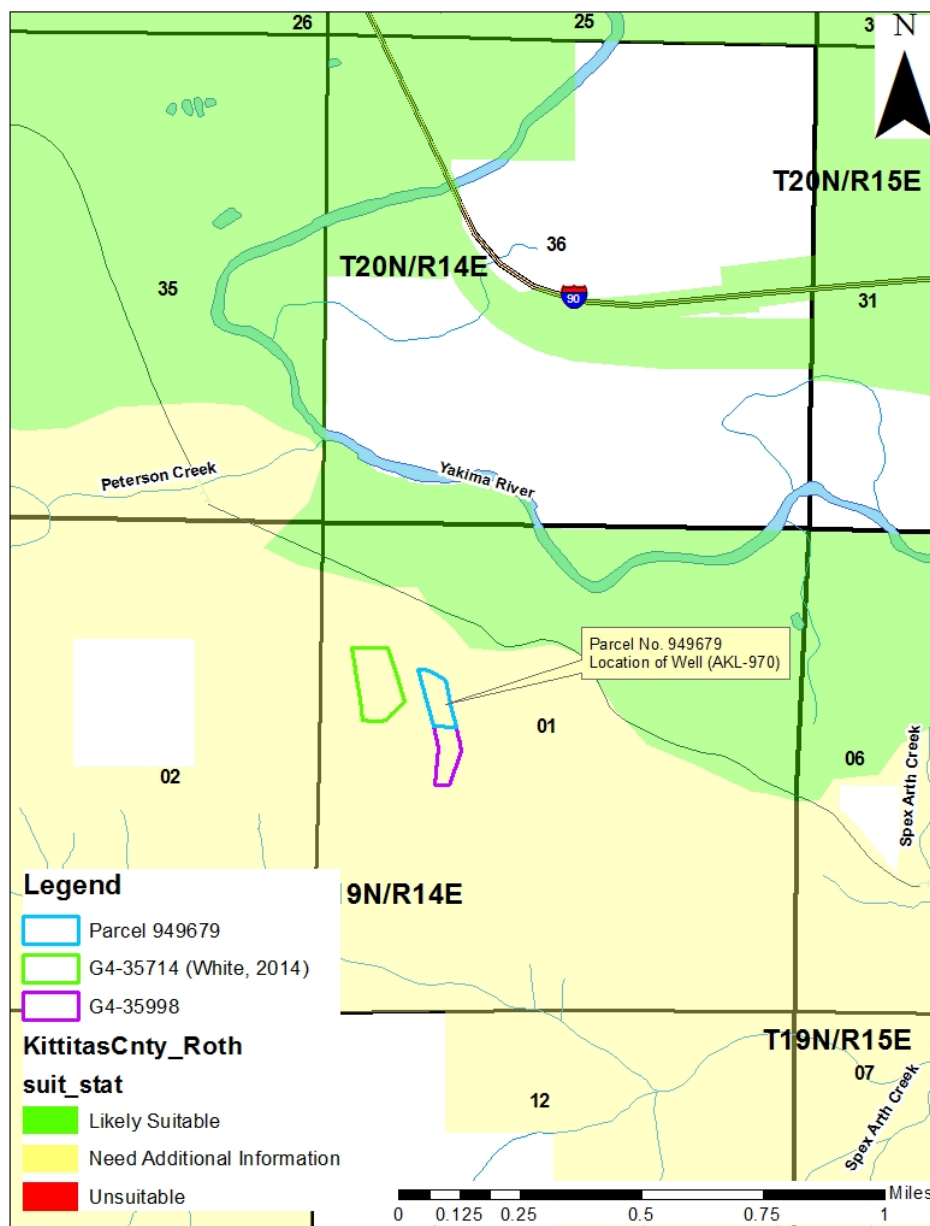 26
25
3
N
T20N/R15E
36
T20N/R14E
35
90
31
Peterson Creek
Yakima River
Parcel No. 949679
Location of Well (AKL-970)
01
02
06
Spex Arth Creek
Legend
Parcel 949679
G4-35714 (White, 2014)
G4-35998
KittitasCnty_Roth
suit_stat
Likely Suitable
Need Additional Information
Unsuitable
19N/R14E
T19N/R15E
07
12
Spex Arth Creek
Miles
0 0.125 0.25 0.5 0.75 1